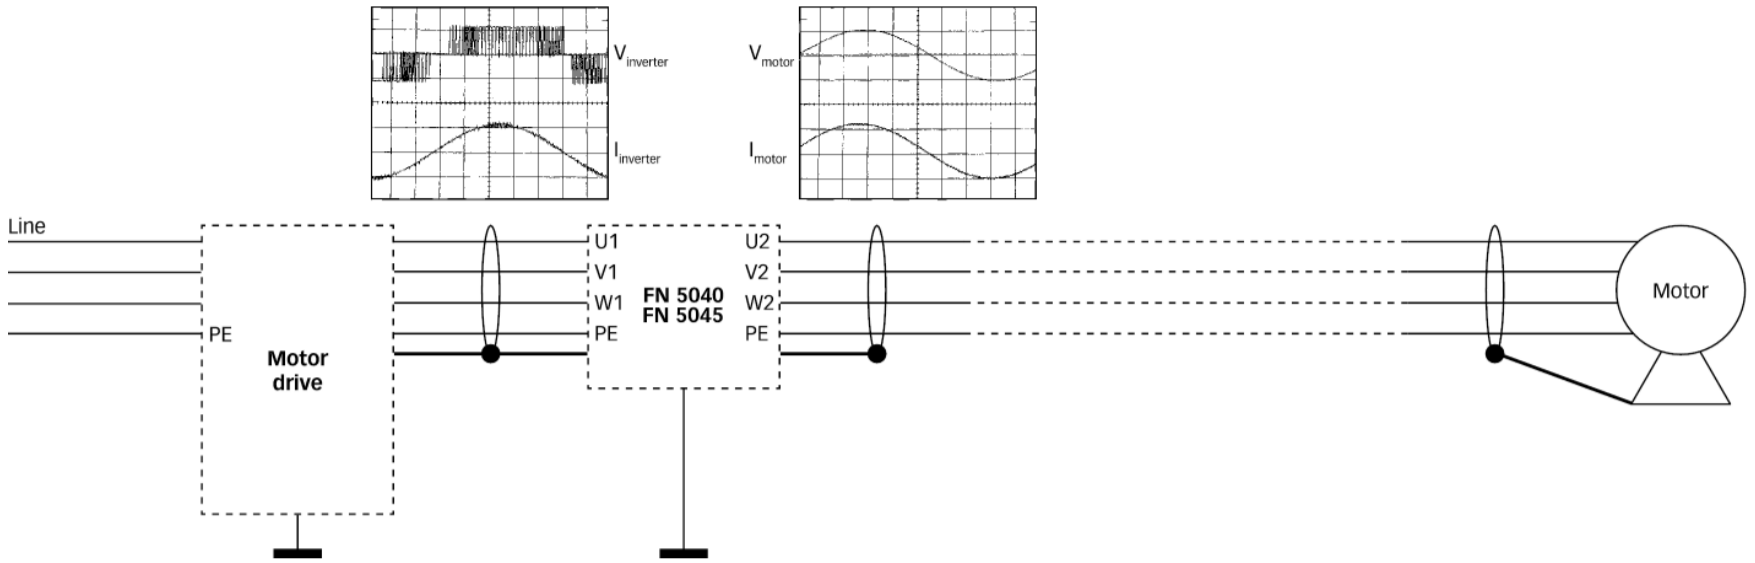 V inverter
I inverter
V motor
I motor
Line
PE
Motor
drive
U1
V1
W1
PE
FN 5040
FN 5045
U2
V2
W2
PE
Motor